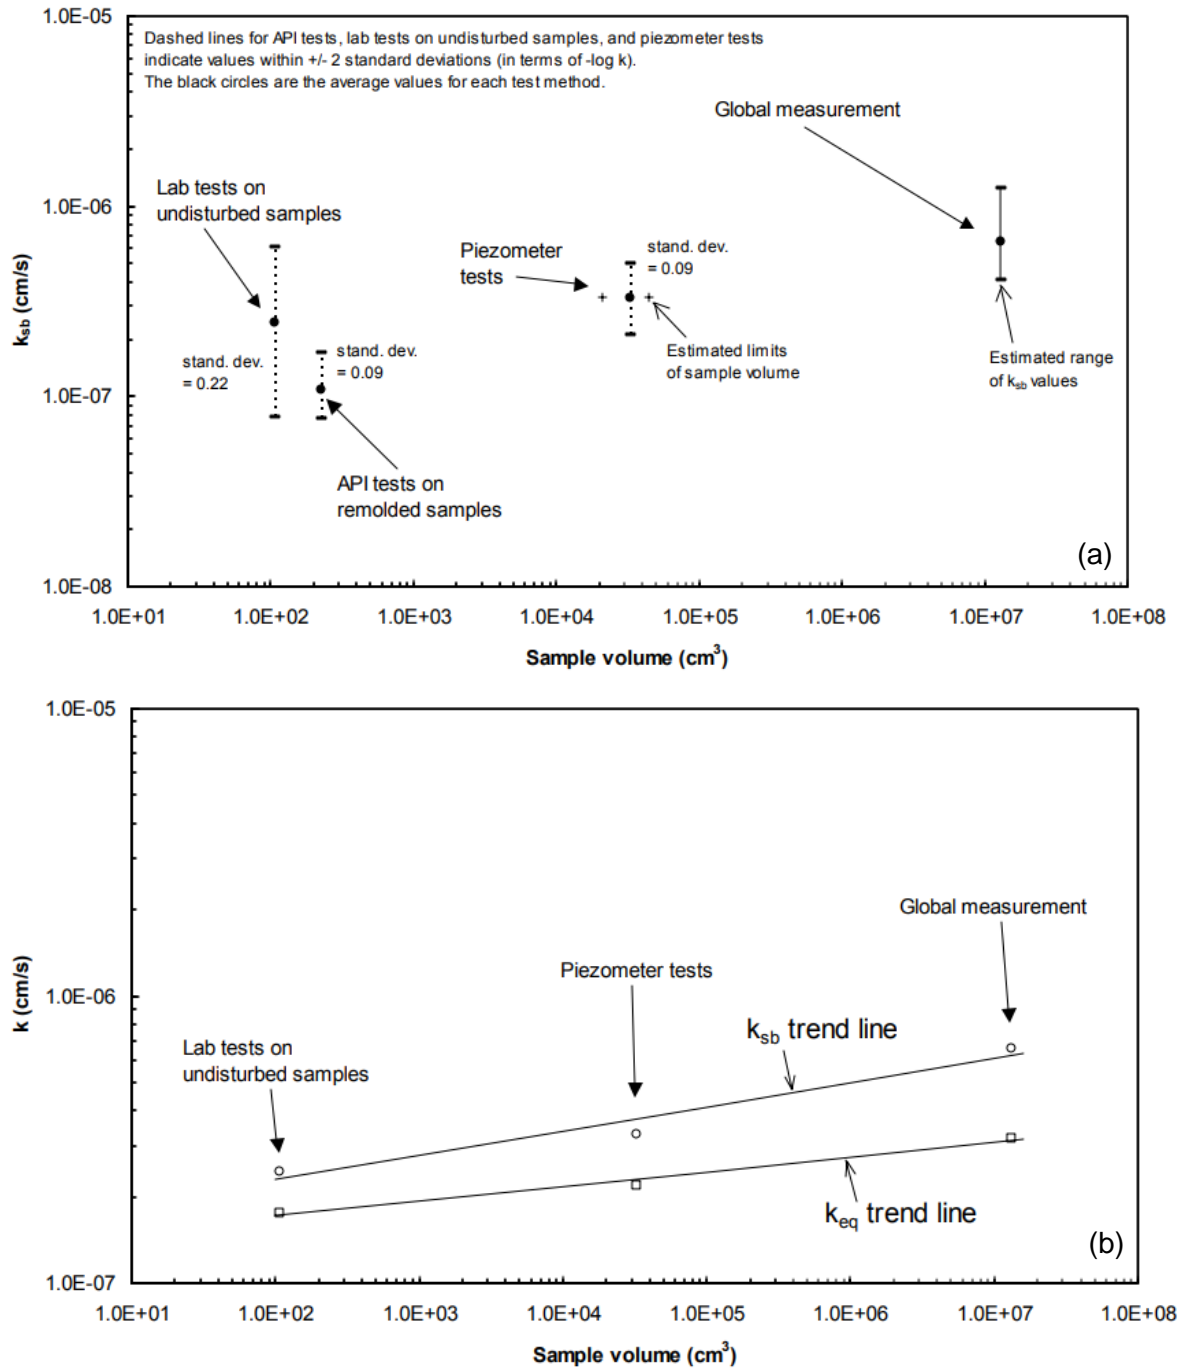 1.0E-05
Dashed lines for API tests, lab tests on undisturbed samples, and piezometer tests
indicate values within +/- 2 standard deviations (in terms of -log k).
The black circles are the average values for each test method.
Global measurement
Lab tests on
undisturbed samples
1.0E-06
Piezometer
tests
stand. dev.
= 0.09
ksb (cm/s)
stand. dev.
= 0.22
stand. dev.
= 0.09
Estimated limits
of sample volume
Estimated range
of ksb values
1.0E-07
API tests on
remolded samples
(a)
1.0E-08
1.0E+01 1.0E+02 1.0E+03 1.0E+04 1.0E+05 1.0E+06 1.0E+07 1.0E+08
Sample volume (cm3)
1.0E-05
Global measurement
Piezometer tests
1.0E-06
k (cm/s)
ksb trend line
Lab tests on
undisturbed samples
keq trend line
(b)
1.0E-07
1.0E+01 1.0E+02 1.0E+03 1.0E+04 1.0E+05 1.0E+06 1.0E+07 1.0E+08
Sample volume (cm3)